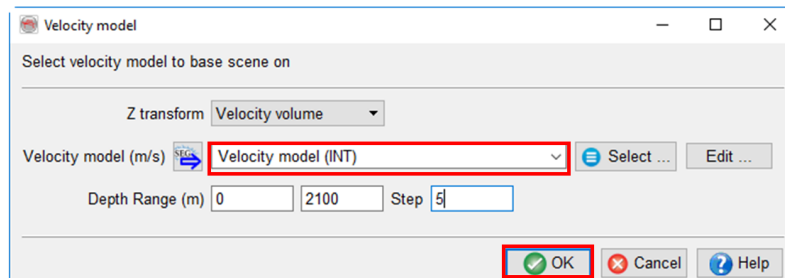 Velocity model
Select velocity model to base scene on
Z transform Velocity volume
Velocity model (m/s) SEG Velocity model (INT) Select ... Edit ...
Depth Range (m) 0 2100 Step 5
OK Cancel Help